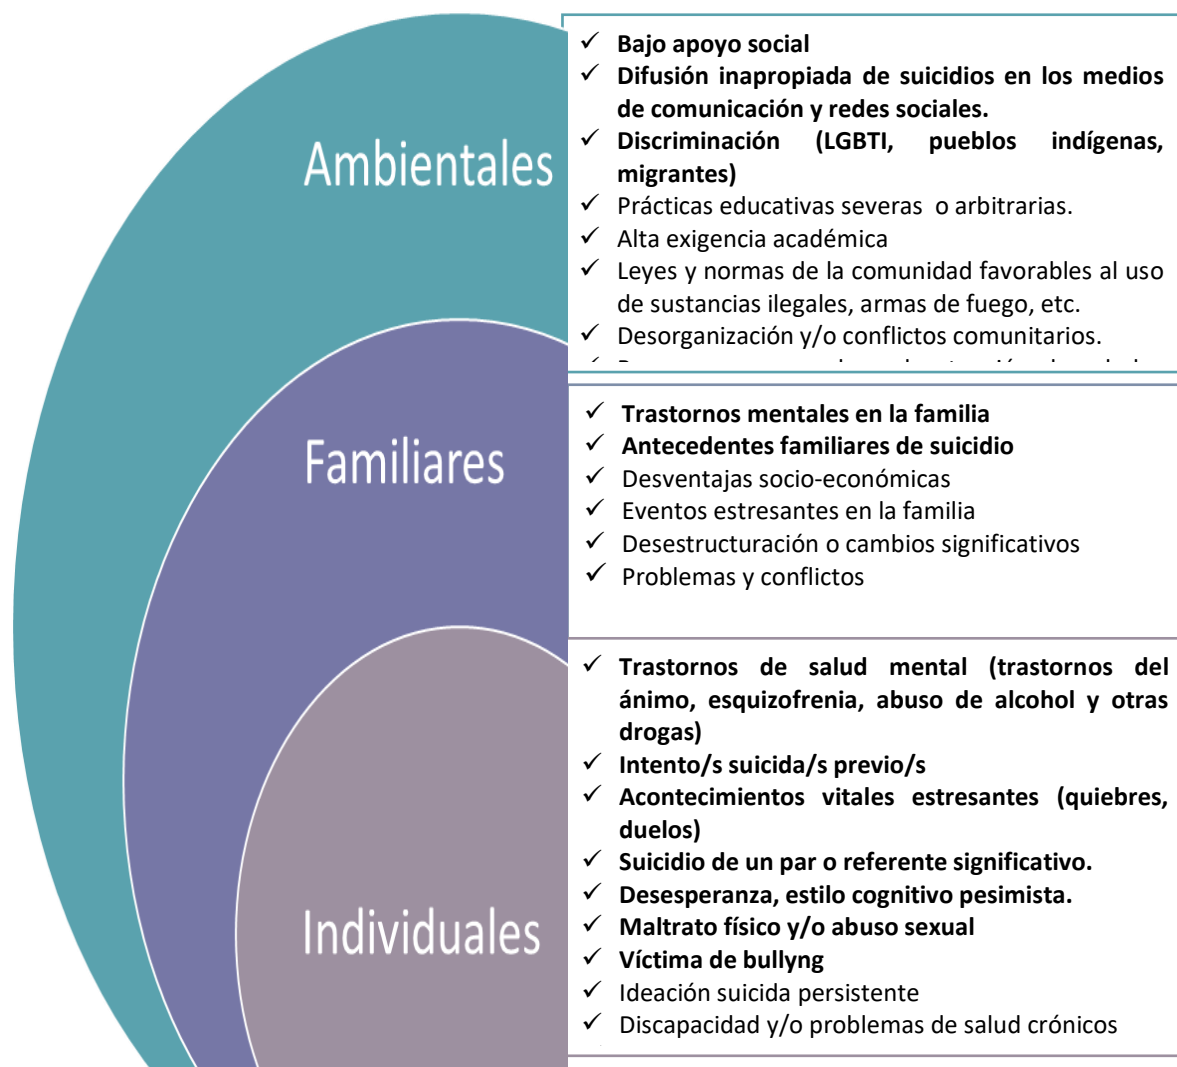 Ambientales
✓ Bajo apoyo social
✓ Difusión inapropiada de suicidios en los medios
de comunicación y redes sociales.
✓ Discriminación (LGBTI, pueblos indígenas,
migrantes)
✓ Prácticas educativas severas o arbitrarias.
✓ Alta exigencia académica
✓ Leyes y normas de la comunidad favorables al uso
de sustancias ilegales, armas de fuego, etc.
✓ Desorganización y/o conflictos comunitarios.
Familiares
✓ Trastornos mentales en la familia
✓ Antecedentes familiares de suicidio
✓ Desventajas socio-económicas
✓ Eventos estresantes en la familia
✓ Desestructuración o cambios significativos
✓ Problemas y conflictos
Individuales
✓ Trastornos de salud mental (trastornos del
ánimo, esquizofrenia, abuso de alcohol y otras
drogas)
✓ Intento/s suicida/s previo/s
✓ Acontecimientos vitales estresantes (quiebres,
duelos)
✓ Suicidio de un par o referente significativo.
✓ Desesperanza, estilo cognitivo pesimista.
✓ Maltrato físico y/o abuso sexual
✓ Víctima de bullyng
✓ Ideación suicida persistente
✓ Discapacidad y/o problemas de salud crónicos